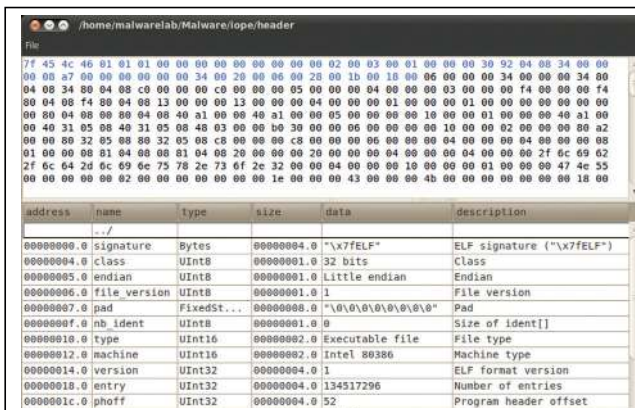 /home/malwarelab/Malware/iope/header
File
7f 45 4c 46 01 01 01 00 00 00 00 00 00 00 00 00 02 00 03 00 01 00 00 00 30 92 04 08 34 00 00
00 08 a7 00 00 00 00 00 00 34 00 20 00 06 00 28 00 1b 00 18 00 06 00 00 00 34 00 00 00 34 80
04 08 34 80 04 08 c0 00 00 00 c0 00 00 00 05 00 00 00 04 00 00 00 03 00 00 00 f4 00 00 00 f4
80 04 08 f4 80 04 08 13 00 00 00 13 00 00 00 04 00 00 00 01 00 00 00 01 00 00 00 00 00 00 00
00 80 04 08 00 80 04 08 40 a1 00 00 40 a1 00 00 05 00 00 00 00 10 00 00 01 00 00 00 40 a1 00
00 40 31 05 08 40 31 05 08 48 03 00 00 b0 30 00 00 06 00 00 00 00 10 00 00 02 00 00 00 80 a2
00 00 80 32 05 08 80 32 05 08 c8 00 00 00 c8 00 00 00 06 00 00 00 04 00 00 00 04 00 00 00 08
01 00 00 08 81 04 08 08 81 04 08 20 00 00 00 20 00 00 00 04 00 00 00 04 00 00 00 2f 6c 69 62
2f 6c 64 2d 6c 69 6e 75 78 2e 73 6f 2e 32 00 00 04 00 00 00 10 00 00 00 01 00 00 00 47 4e 55
00 00 00 00 00 02 00 00 00 00 00 00 00 1e 00 00 00 43 00 00 00 4b 00 00 00 00 00 00 00 18 00
address name type size data description
../
00000000.0 signature Bytes 00000004.0 "\x7fELF" ELF signature ("\x7fELF")
00000004.0 class UInt8 00000001.0 32 bits Class
00000005.0 endian UInt8 00000001.0 Little endian Endian
00000006.0 file_version UInt8 00000001.0 1 File version
00000007.0 pad FixedSt... 00000008.0 "\0\0\0\0\0\0\0\0" Pad
0000000f.0 nb_ident UInt8 00000001.0 0 Size of ident[]
00000010.0 type UInt16 00000002.0 Executable file File type
00000012.0 machine UInt16 00000002.0 Intel 80386 Machine type
00000014.0 version UInt32 00000004.0 1 ELF format version
00000018.0 entry UInt32 00000004.0 134517296 Number of entries
0000001c.0 phoff UInt32 00000004.0 52 Program header offset